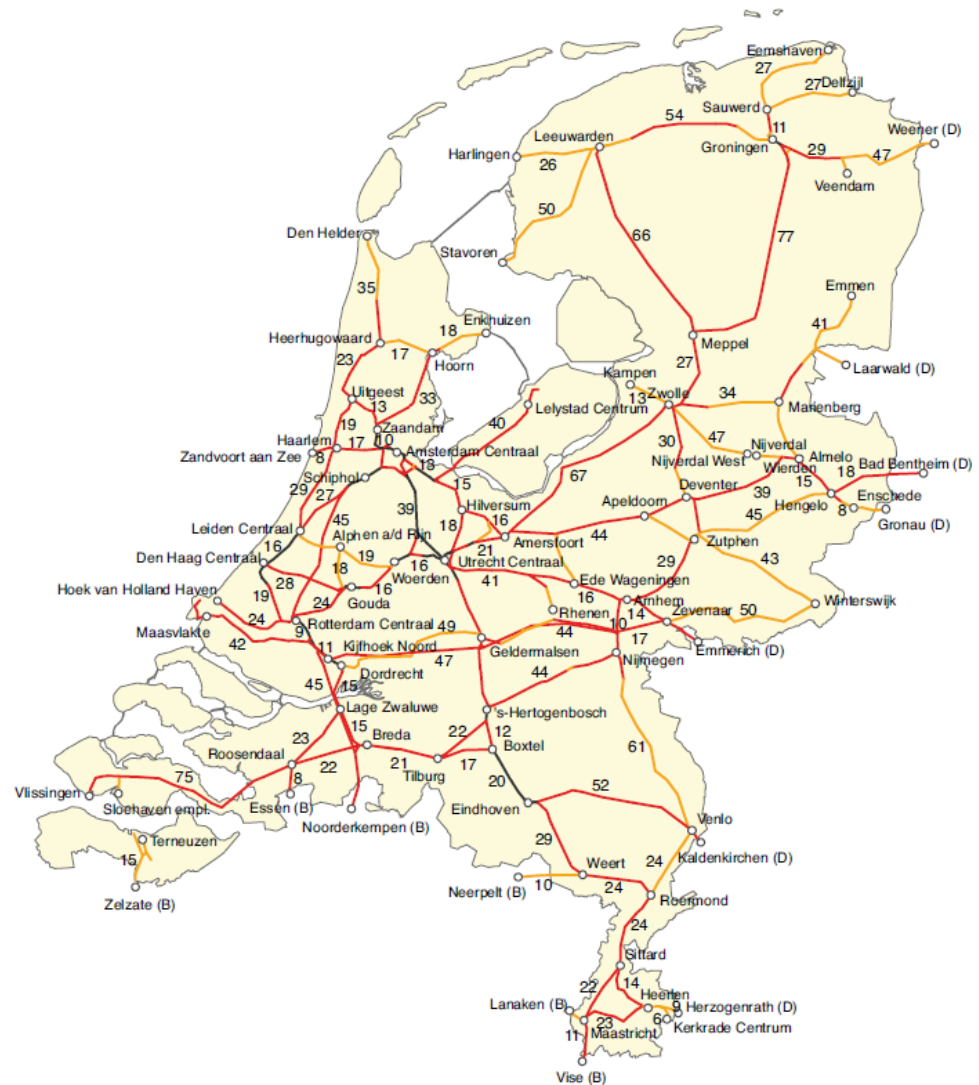 Eemshaven
27
27
Delfzijl
Sauwerd
54
11
Leeuwarden
Weener (D)
Groningen
29
47
Harlingen
26
Veendam
50
Den Helder
66
77
Stavoren
35
Emmen
Enkhuizen
41
18
Heerhugowaard
17
Meppel
Hoorn
23
27
Laarwald (D)
Kampen
13
Zwolle
34
Uitgeest
13
33
Lelystad Centrum
Marienberg
19
40
Zaandam
Haarlem
17
10
Amsterdam Centraal
30
47
Nijverdal
Zandvoort aan Zee
8
13
Nijverdal West
Wierden
Almelo
Schiphol
15
67
15
18
Bad Bentheim (D)
29
27
Deventer
39
Hengelo
Enschede
45
39
Hilversum
Apeldoorn
45
8
Gronau (D)
Leiden Centraal
18
16
16
Alphen a/d Rijn
21
Amersfoort
44
Zutphen
Den Haag Centraal
19
16
Utrecht Centraal
43
28
18
Woerden
41
29
Hoek van Holland Haven
19
Gouda
16
Ede Wageningen
16
Arnhem
24
Rhenen
14
Zevenaar
50
Winterswijk
Maasvlakte
24
9
Rotterdam Centraal
49
44
10
17
42
11
Kijfhoek Noord
47
Geldermalsen
Emmerich (D)
45
15
Dordrecht
44
Nijmegen
Lage Zwaluwe
's-Hertogenbosch
23
15
22
12
Roosendaal
Breda
Boxtel
61
22
21
17
75
8
Tilburg
20
52
Vlissingen
Sloehaven empl.
Essen (B)
Noorderkempen (B)
Eindhoven
Venlo
Terneuzen
29
Kaldenkirchen (D)
15
Weert
24
Zelzate (B)
Neerpelt (B)
10
24
Roermond
24
Sittard
22
14
Heerlen
Lanaken (B)
9
Herzogenrath (D)
23
6
Kerkrade Centrum
11
Maastricht
Vise (B)